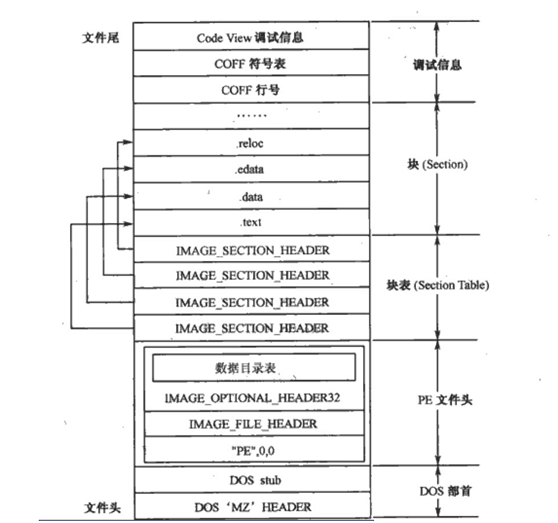 文件尾
Code View 调试信息
COFF 符号表
COFF 行号
调试信息
……
.reloc
.edata
.data
.text
块 (Section)
IMAGE_SECTION_HEADER
IMAGE_SECTION_HEADER
IMAGE_SECTION_HEADER
IMAGE_SECTION_HEADER
块表 (Section Table)
数据目录表
IMAGE_OPTIONAL_HEADER32
IMAGE_FILE_HEADER
"PE",0,0
PE 文件头
DOS stub
DOS 部首
文件头
DOS ‘MZ’ HEADER